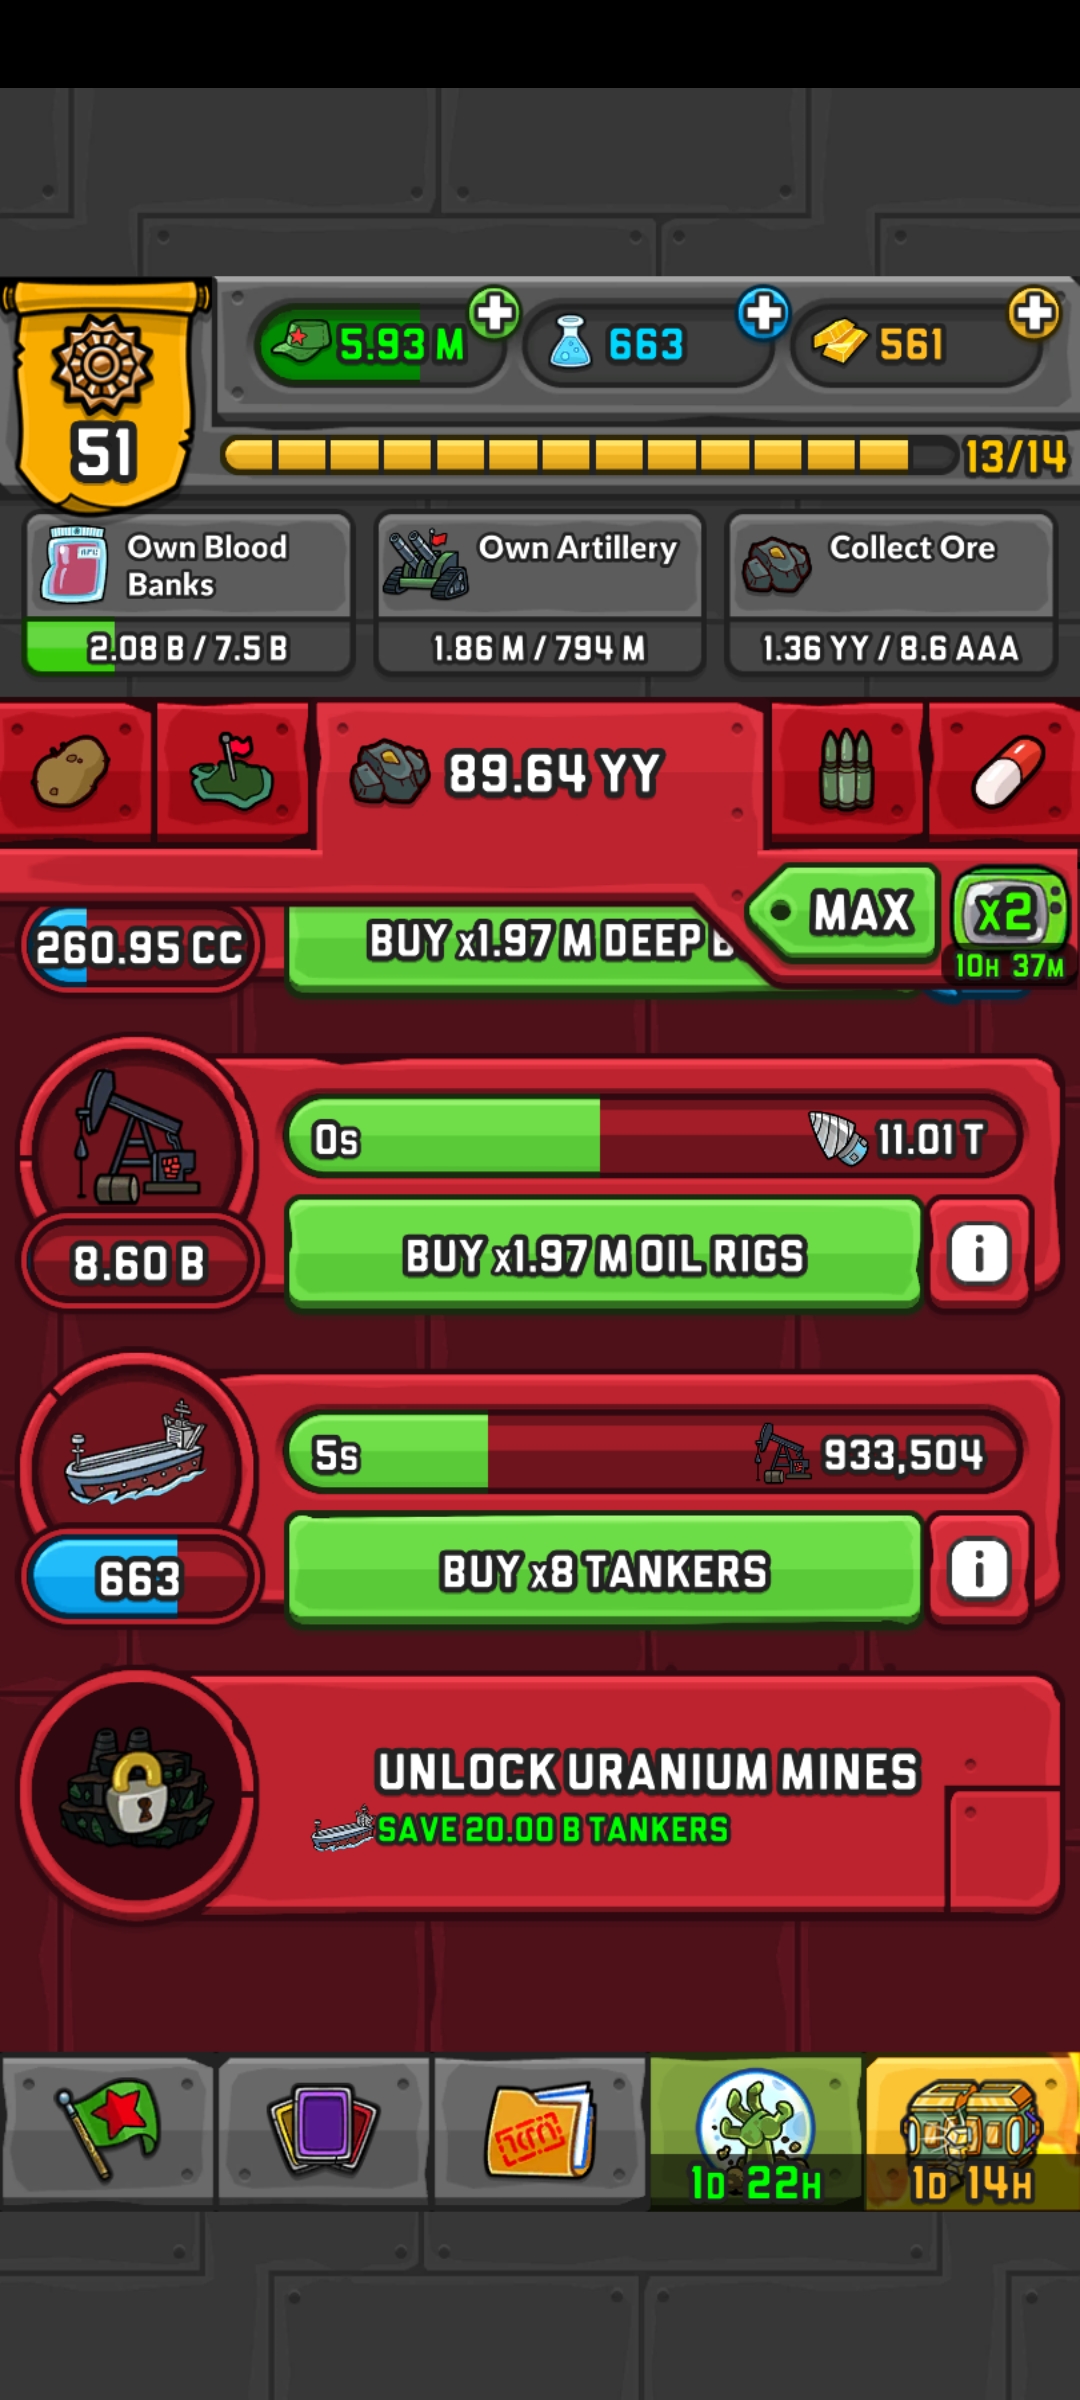 5.93 M
663
561
51
13/14
Own Blood
Banks
Own Artillery
Collect Ore
2.08 B / 7.5 B
1.86 M / 794 M
1.36 YY / 8.6 AAA
89.64 YY
MAX
x2
10H 37M
260.95 CC
BUY x1.97 M DEEP B
0s
11.01 T
8.60 B
BUY x1.97 M OIL RIGS
i
5s
933,504
663
BUY x8 TANKERS
i
UNLOCK URANIUM MINES
SAVE 20.00 B TANKERS
1D 22H
1D 14H